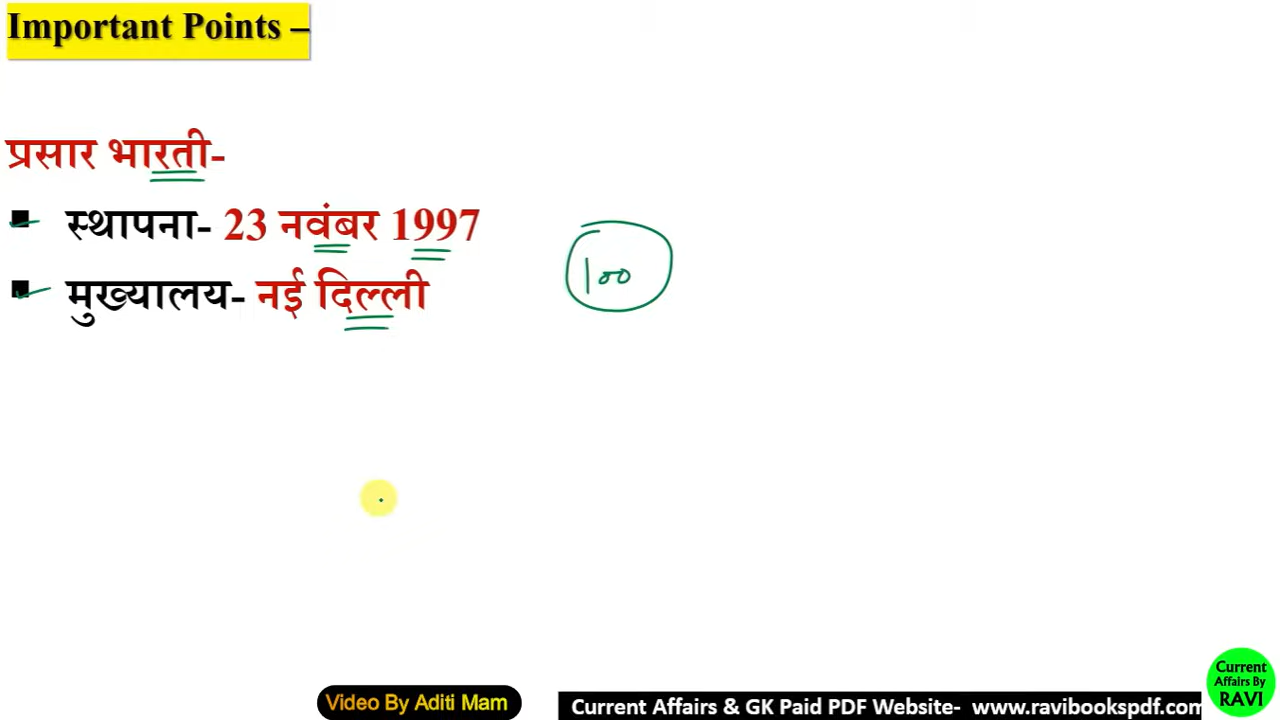 Important Points –
प्रसार भारती-
■ स्थापना- 23 नवंबर 1997
100
■ मुख्यालय- नई दिल्ली
Video By Aditi Mam
Current Affairs & GK Paid PDF Website- www.ravibookspdf.com
Current
Affairs By
RAVI